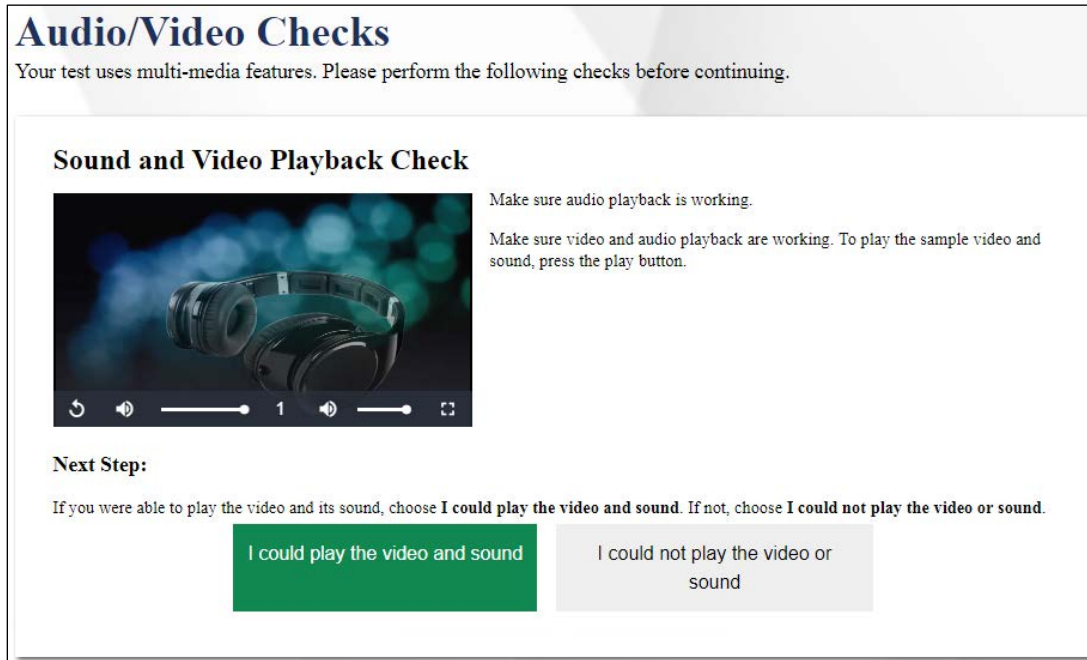 Audio/Video Checks
Your test uses multi-media features. Please perform the following checks before continuing.
Sound and Video Playback Check
Make sure audio playback is working.
Make sure video and audio playback are working. To play the sample video and
sound, press the play button.
1
Next Step:
If you were able to play the video and its sound, choose I could play the video and sound. If not, choose I could not play the video or sound.
I could play the video and sound
I could not play the video or
sound